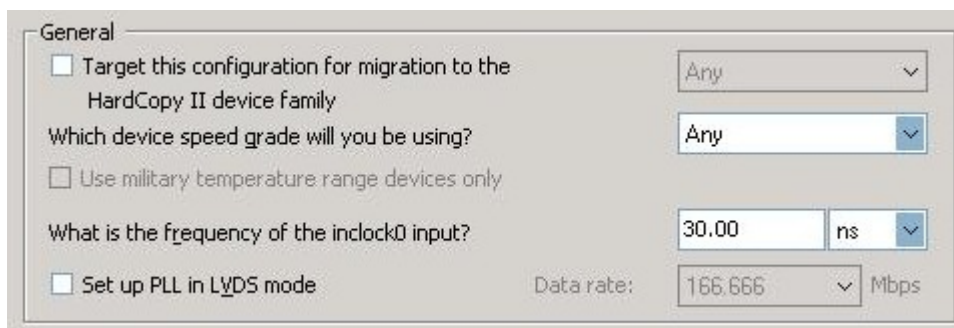 General
Target this configuration for migration to the
HardCopy II device family
Any
Which device speed grade will you be using?
Any
Use military temperature range devices only
What is the frequency of the inclock0 input?
30.00
ns
Set up PLL in LVDS mode
Data rate:
166.666
Mbps